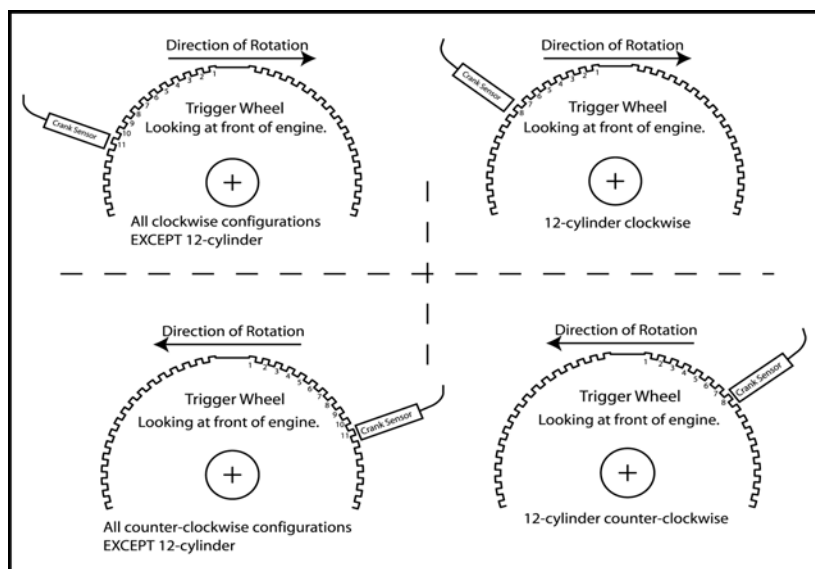 Direction of Rotation
Crank Sensor
11 10 9 8 7 6 5 4 3 2 1
Trigger Wheel
Looking at front of engine.
All clockwise configurations
EXCEPT 12-cylinder
Direction of Rotation
Crank Sensor
8 7 6 5 4 3 2 1
Trigger Wheel
Looking at front of engine.
12-cylinder clockwise
Direction of Rotation
1 2 3 4 5 6 7 8 9 10 11
Crank Sensor
Trigger Wheel
Looking at front of engine.
All counter-clockwise configurations
EXCEPT 12-cylinder
Direction of Rotation
1 2 3 4 5 6 7 8
Crank Sensor
Trigger Wheel
Looking at front of engine.
12-cylinder counter-clockwise